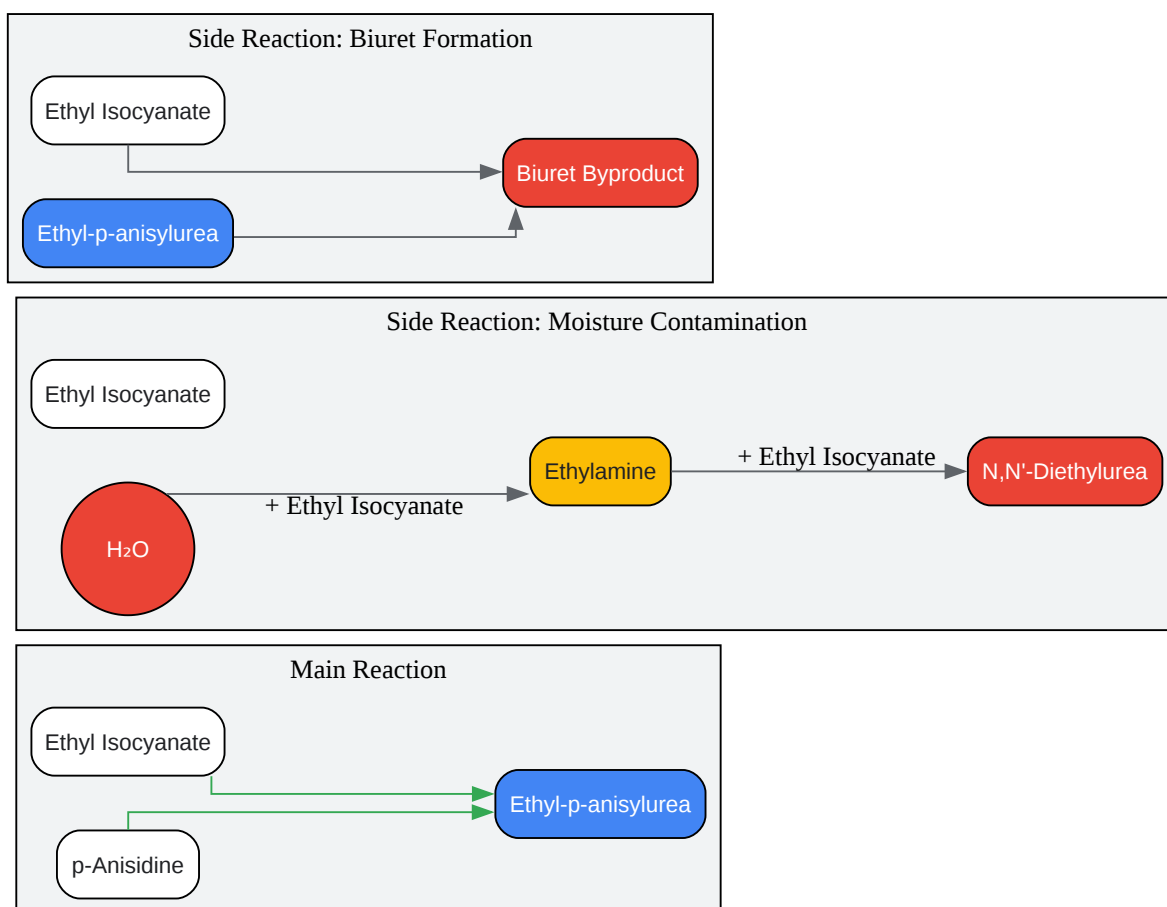 Side Reaction: Biuret Formation
Ethyl Isocyanate
Biuret Byproduct
Ethyl-p-anisylurea
Side Reaction: Moisture Contamination
Ethyl Isocyanate
Ethylamine
+ Ethyl Isocyanate
N,N'-Diethylurea
+ Ethyl Isocyanate
H₂O
Main Reaction
Ethyl Isocyanate
Ethyl-p-anisylurea
p-Anisidine